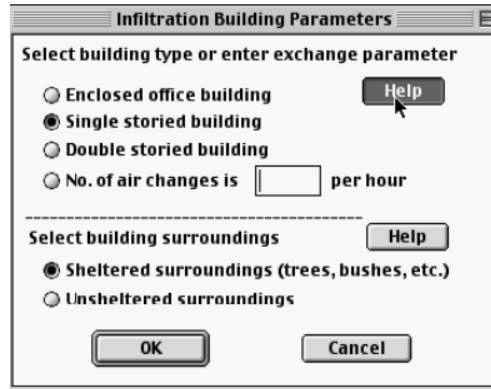 Infiltration Building Parameters
Select building type or enter exchange parameter
Enclosed office building
Help
Single storied building
Double storied building
No. of air changes is per hour
Select building surroundings
Help
Sheltered surroundings (trees, bushes, etc.)
Unsheltered surroundings
OK Cancel